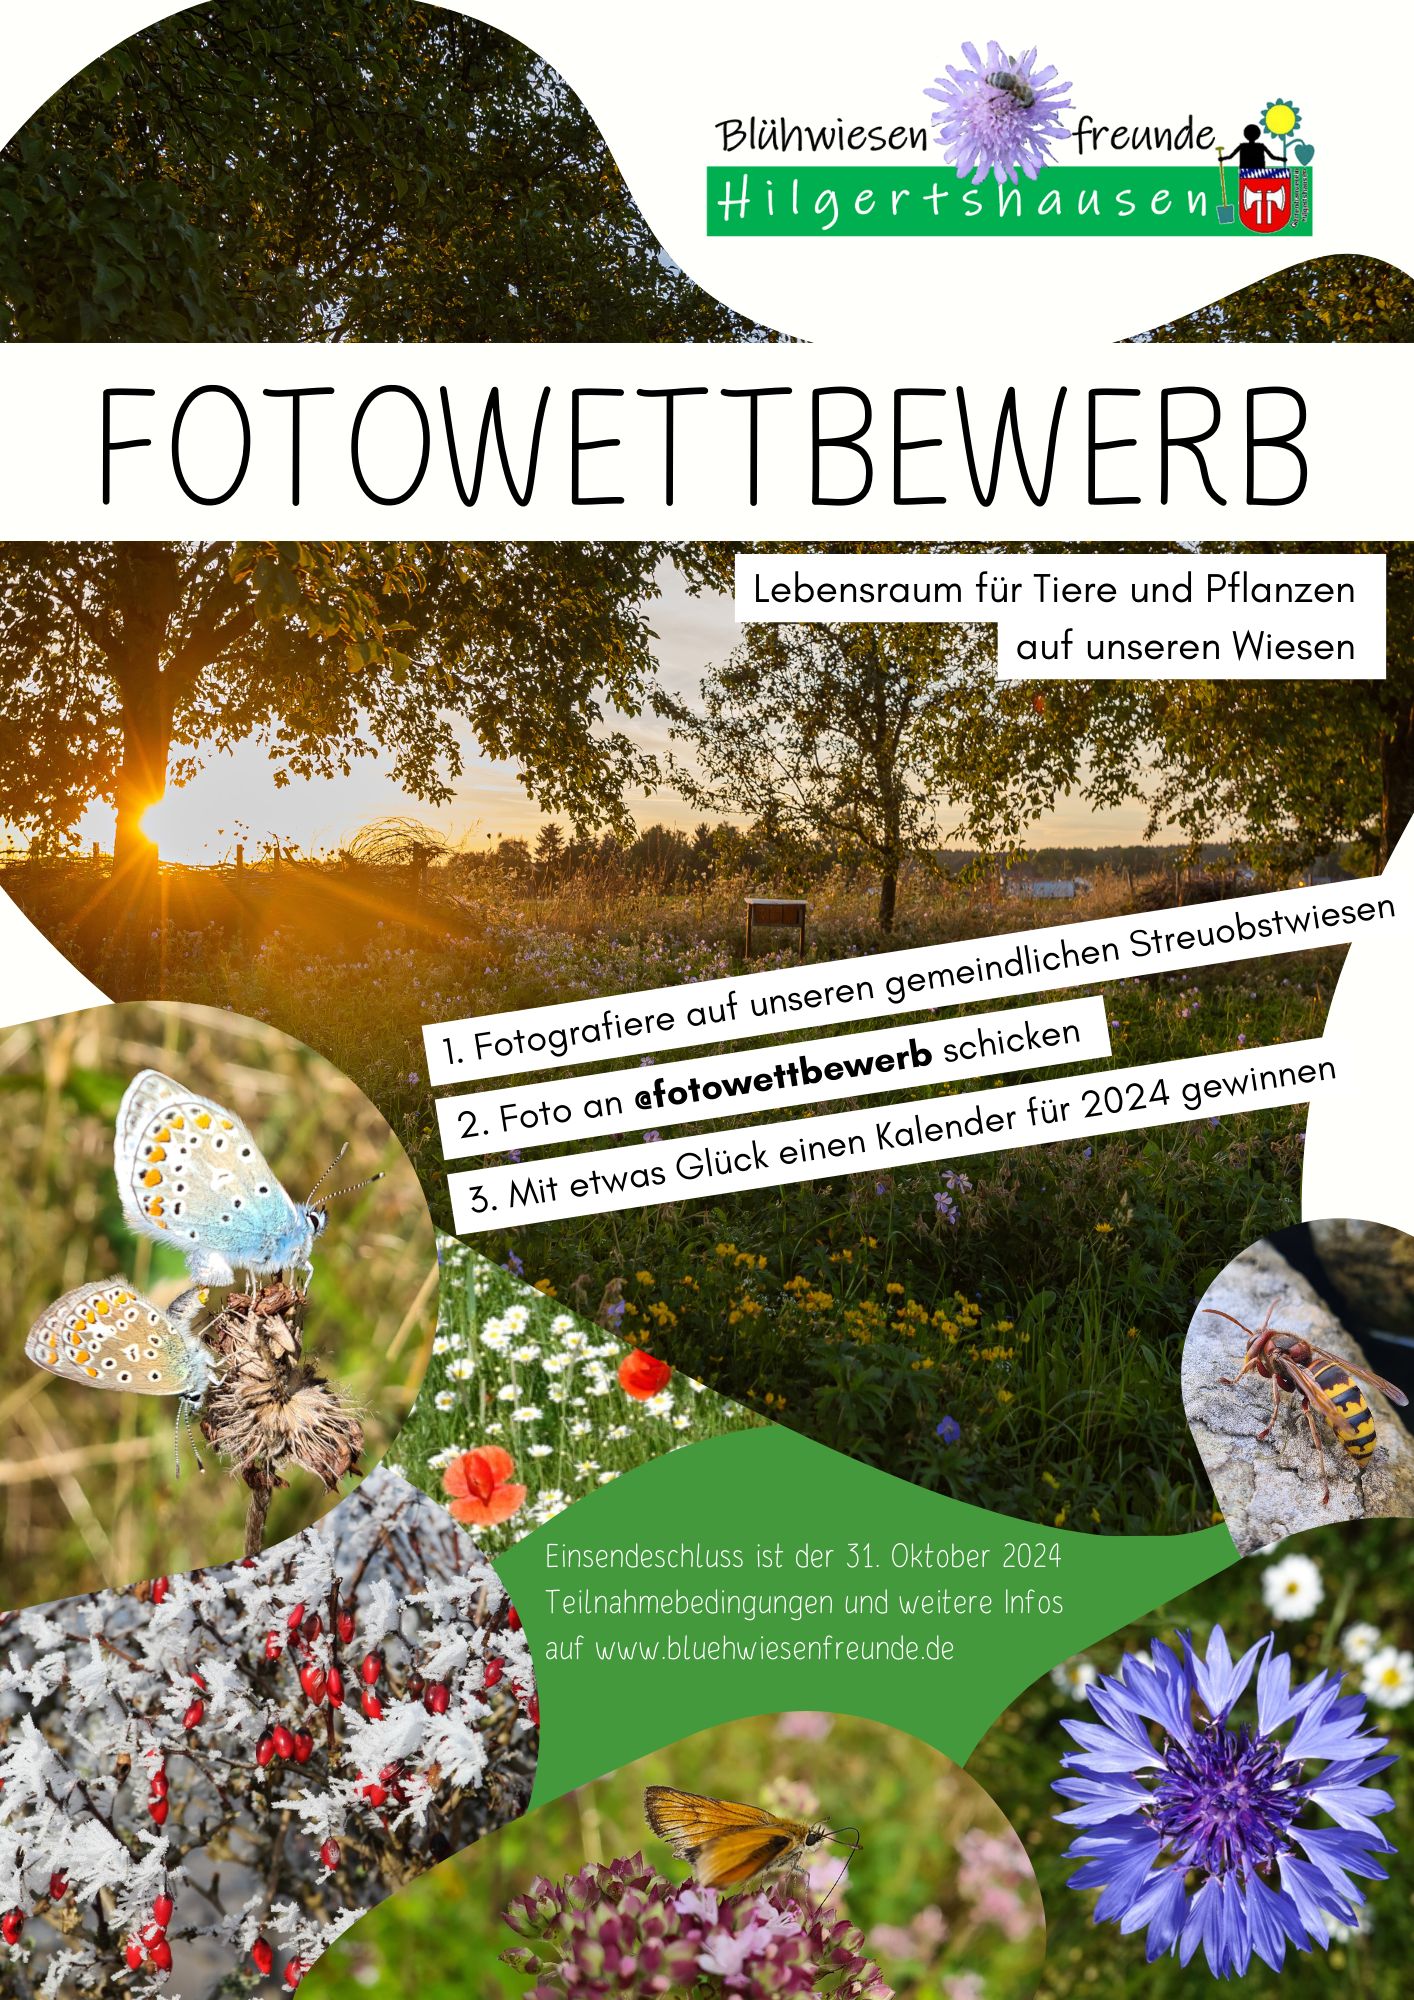 Blühwiesen freunde
Hilgertshausen
FOTOWETTBEWERB
Lebensraum für Tiere und Pflanzen
auf unseren Wiesen
1. Fotografiere auf unseren gemeindlichen Streuobstwiesen
2. Foto an @fotowettbewerb schicken
3. Mit etwas Glück einen Kalender für 2024 gewinnen
Einsendeschluss ist der 31. Oktober 2024
Teilnahmebedingungen und weitere Infos
auf www.bluehwiesenfreunde.de